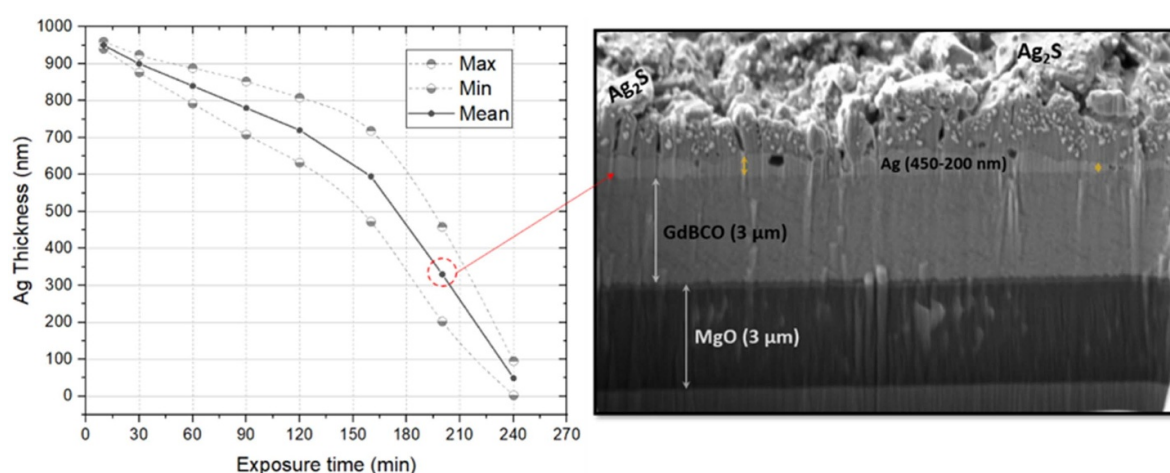 1000
900
800
700
600
500
400
300
200
100
0
Ag Thickness (nm)
Max
Min
Mean
0 30 60 90 120 150 180 210 240 270
Exposure time (min)
Ag₂S
Ag₂S
Ag (450-200 nm)
GdBCO (3 µm)
MgO (3 µm)